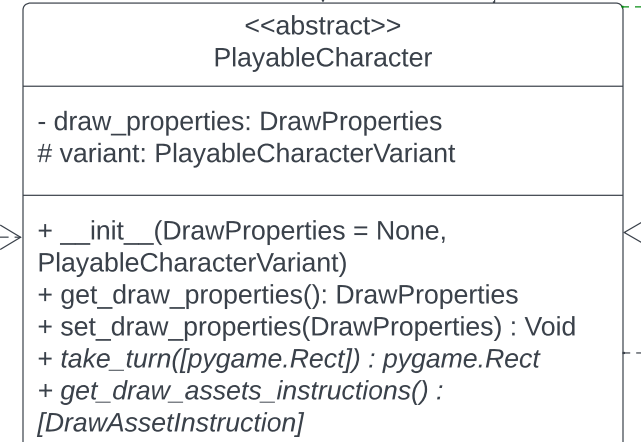 <<abstract>>
PlayableCharacter
- draw_properties: DrawProperties
# variant: PlayableCharacterVariant
+ __init__(DrawProperties = None,
PlayableCharacterVariant)
+ get_draw_properties(): DrawProperties
+ set_draw_properties(DrawProperties) : Void
+ take_turn([pygame.Rect]) : pygame.Rect
+ get_draw_assets_instructions() :
[DrawAssetInstruction]